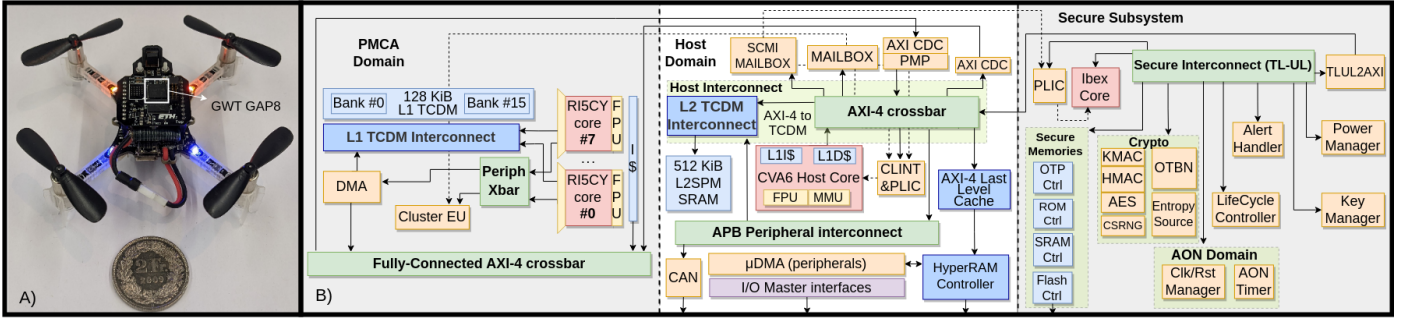 GWT GAP8
ETH
2 Fr.
2009
A)
PMCA
Domain
Bank #0
128 KiB
L1 TCDM
Bank #15
L1 TCDM Interconnect
DMA
Periph
Xbar
Cluster EU
RI5CY
core
#7
FPU
...
RI5CY
core
#0
FPU
I$
Fully-Connected AXI-4 crossbar
B)
Host
Domain
SCMI
MAILBOX
MAILBOX
AXI CDC
PMP
AXI CDC
Host Interconnect
L2 TCDM
Interconnect
AXI-4 to
TCDM
AXI-4 crossbar
512 KiB
L2SPM
SRAM
L1I$
L1D$
CVA6 Host Core
FPU
MMU
CLINT
&PLIC
AXI-4 Last
Level
Cache
APB Peripheral interconnect
CAN
μDMA (peripherals)
I/O Master interfaces
HyperRAM
Controller
Secure Subsystem
PLIC
Ibex
Core
Secure Interconnect (TL-UL)
TLUL2AXI
Secure
Memories
OTP
Ctrl
ROM
Ctrl
SRAM
Ctrl
Flash
Ctrl
Crypto
KMAC
HMAC
AES
CSRNG
OTBN
Entropy
Source
Alert
Handler
LifeCycle
Controller
Power
Manager
Key
Manager
AON Domain
Clk/Rst
Manager
AON
Timer